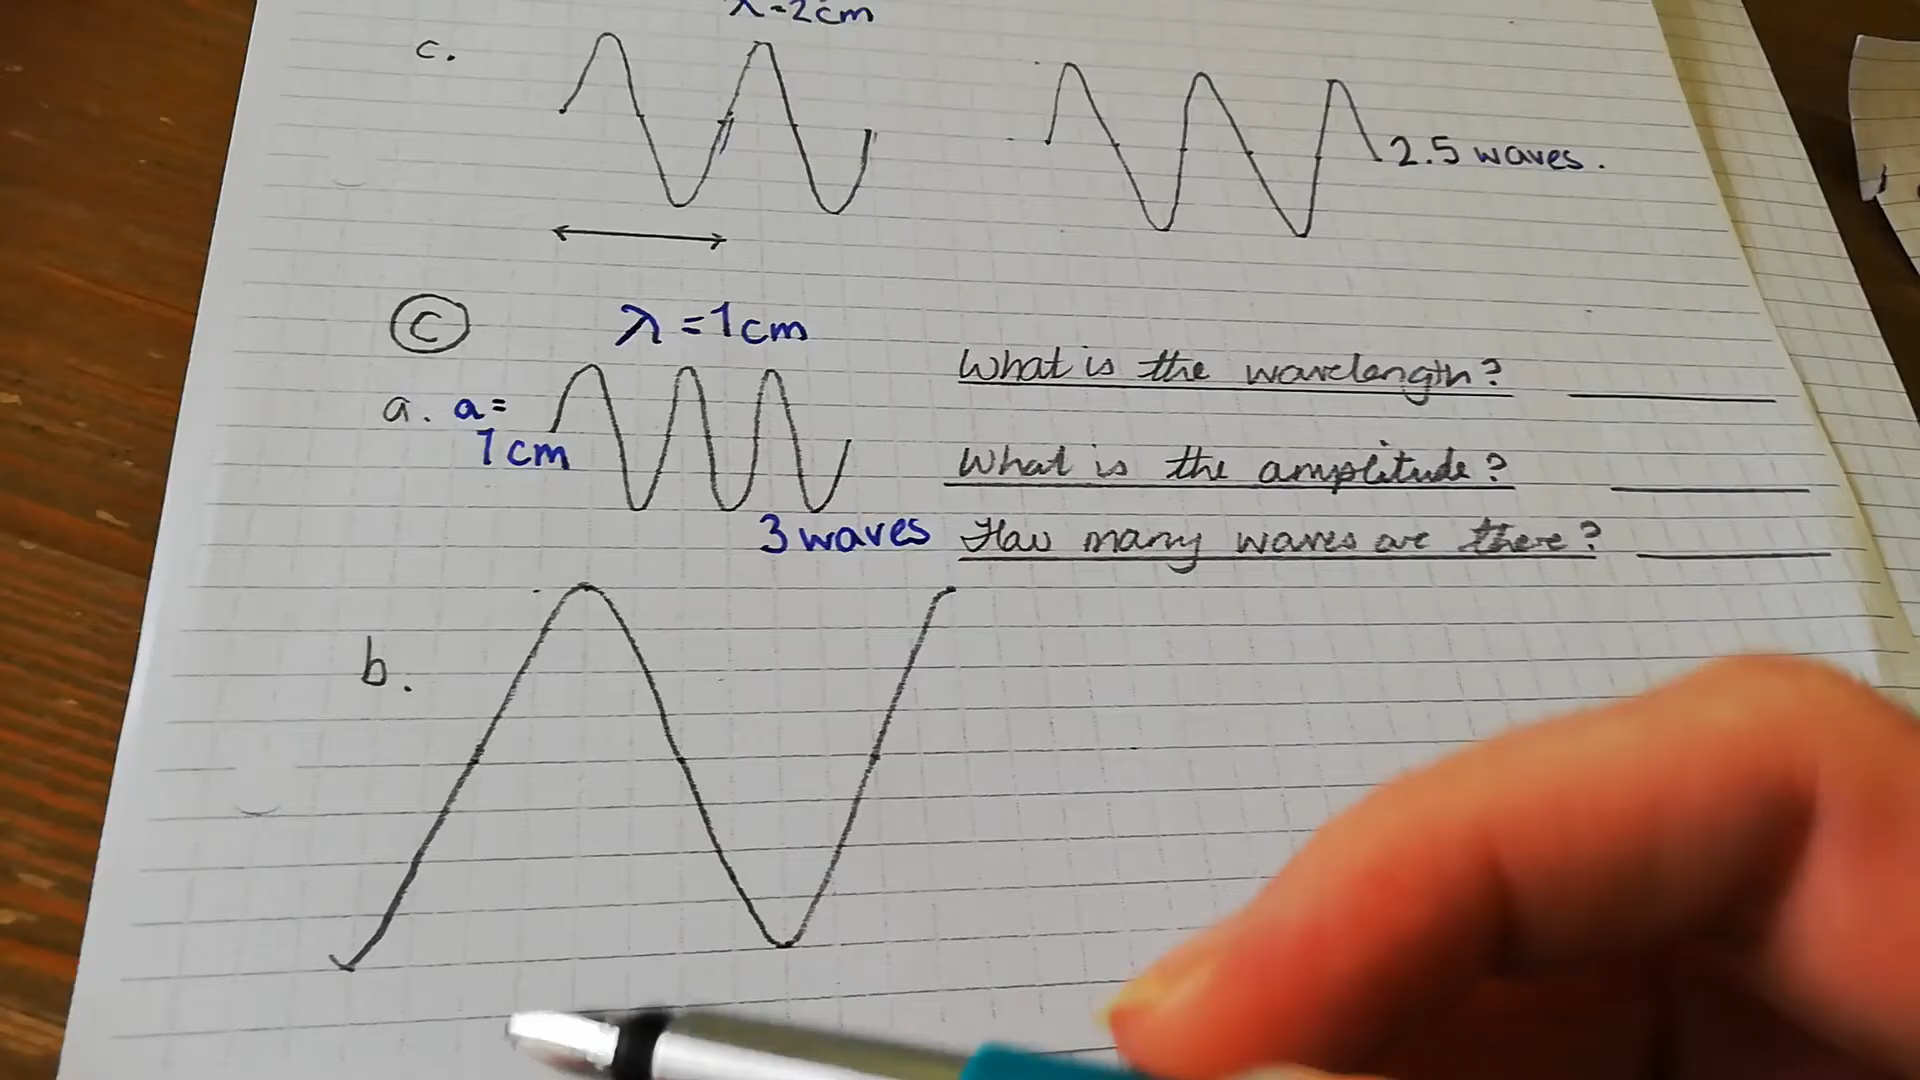 λ=2cm
c.
2.5 waves.
C
λ=1cm
a. a=
1cm
3 waves
What is the wavelength?
What is the amplitude?
How many waves are there?
b.